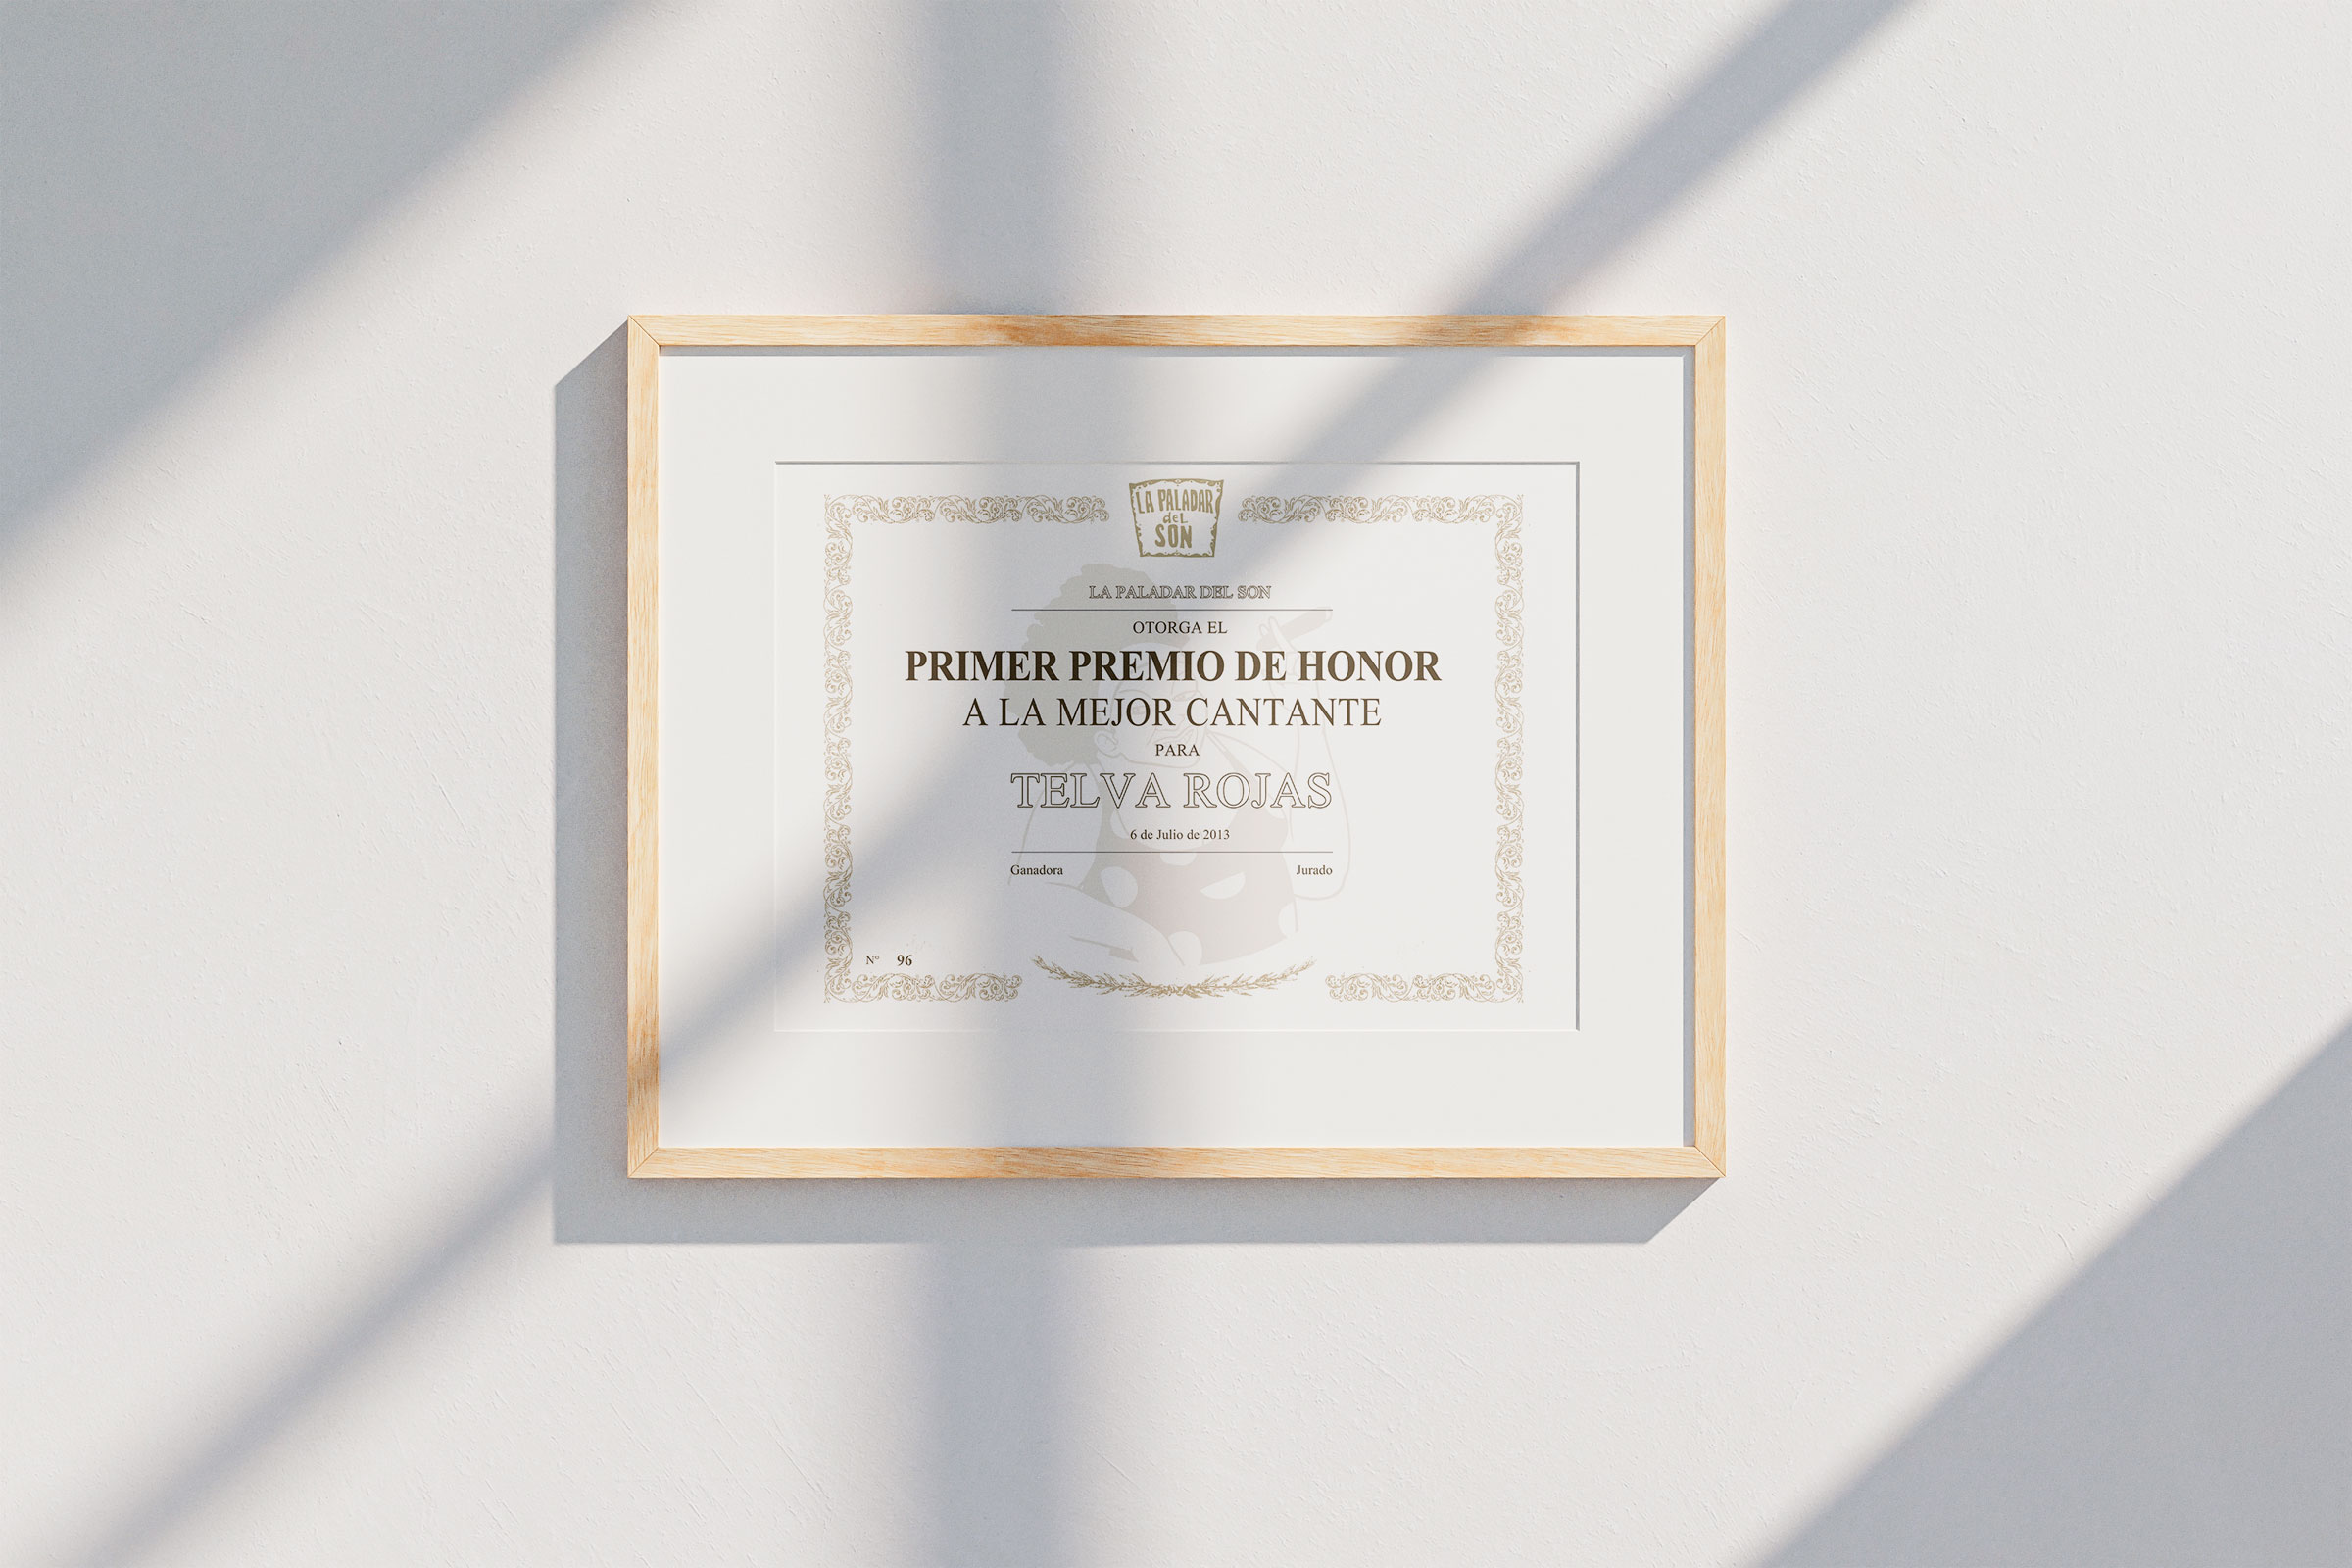 LA PALADAR
del
SON
LA PALADAR DEL SON
OTORGA EL
PRIMER PREMIO DE HONOR
A LA MEJOR CANTANTE
PARA
TELVA ROJAS
6 de Julio de 2013
Ganadora Jurado
Nº 96